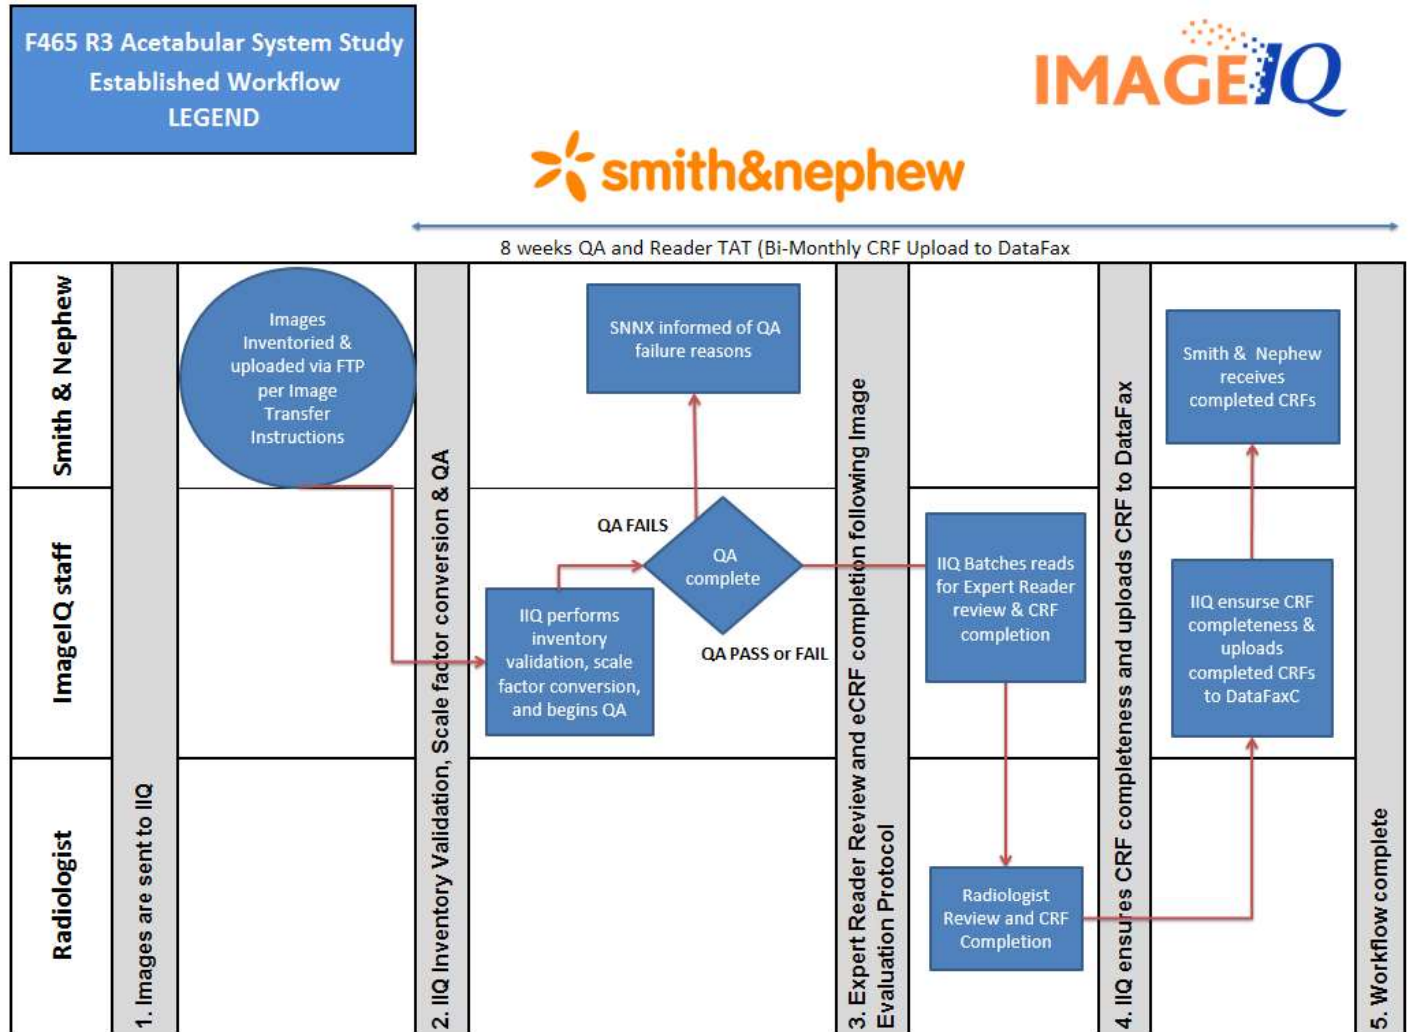 F465 R3 Acetabular System Study
Established Workflow
LEGEND
IMAGEIQ
smith&nephew
8 weeks QA and Reader TAT (Bi-Monthly CRF Upload to DataFax
Smith & Nephew
ImageIQ staff
Radiologist
1. Images are sent to IIQ
Images
Inventoried &
uploaded via FTP
per Image
Transfer
Instructions
2. IIQ Inventory Validation, Scale factor conversion & QA
SNNX informed of QA
failure reasons
QA FAILS
QA
complete
QA PASS or FAIL
IIQ performs
inventory
validation, scale
factor conversion,
and begins QA
3. Expert Reader Review and eCRF completion following Image
Evaluation Protocol
IIQ Batches reads
for Expert Reader
review & CRF
completion
Radiologist
Review and CRF
Completion
4. IIQ ensures CRF completeness and uploads CRF to DataFax
Smith & Nephew
receives
completed CRFs
IIQ ensurse CRF
completeness &
uploads
completed CRFs
to DataFaxC
5. Workflow complete